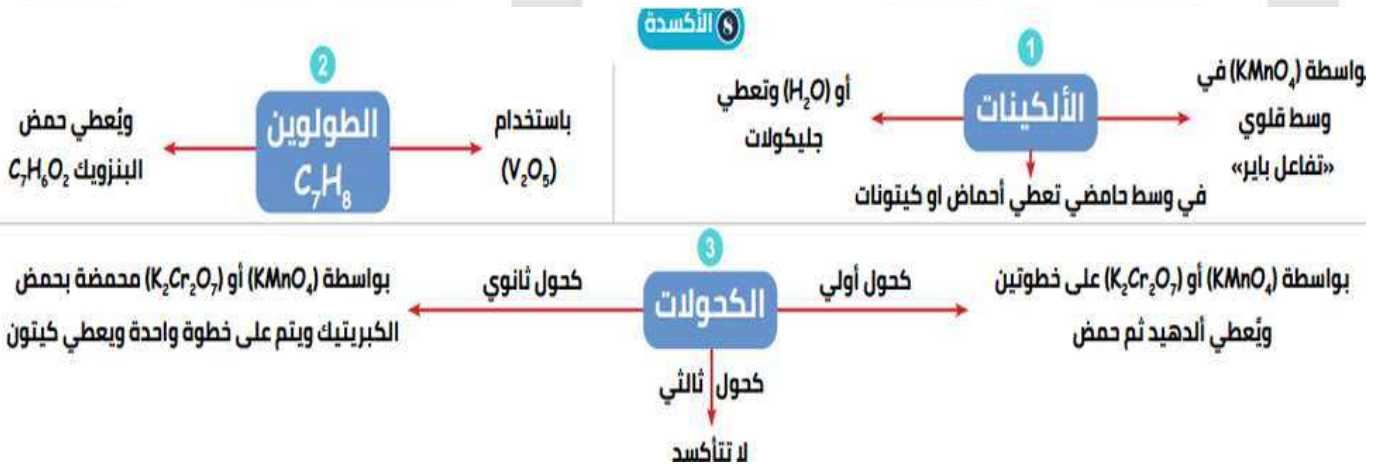 8 الأكسدة
1
الألكينات
بواسطة (KMnO₄) في
وسط قلوي
«تفاعل باير»
أو (H₂O) وتعطي
جليكولات
في وسط حامضي تعطي أحماض او كيتونات
2
الطولوين
C₇H₈
باستخدام
(V₂O₅)
ويُعطي حمض
البنزويك C₇H₆O₂
3
الكحولات
كحول أولي
بواسطة (KMnO₄) أو (K₂Cr₂O₇) على خطوتين
ويُعطي ألدهيد ثم حمض
كحول ثانوي
بواسطة (KMnO₄) أو (K₂Cr₂O₇) محمضة بحمض
الكبريتيك ويتم على خطوة واحدة ويعطي كيتون
كحول ثالثي
لا تتأكسد